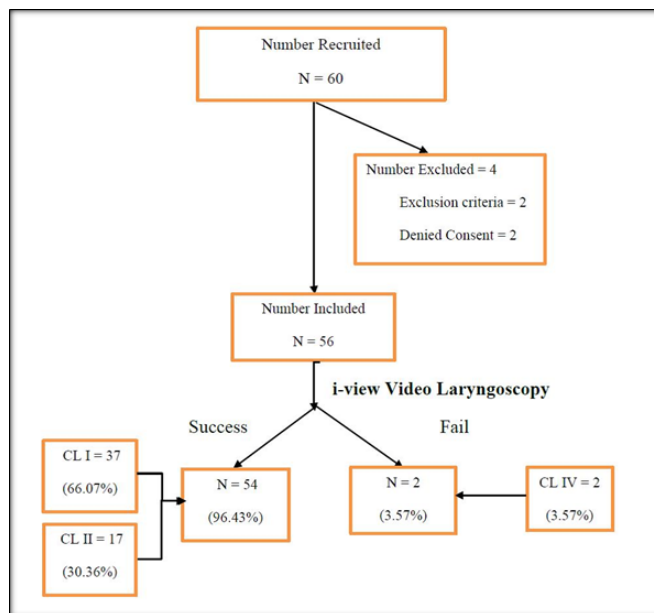 Number Recruited
N = 60
Number Excluded = 4
Exclusion criteria = 2
Denied Consent = 2
Number Included
N = 56
i-view Video Laryngoscopy
Success
Fail
CL I = 37
(66.07%)
CL II = 17
(30.36%)
N = 54
(96.43%)
N = 2
(3.57%)
CL IV = 2
(3.57%)